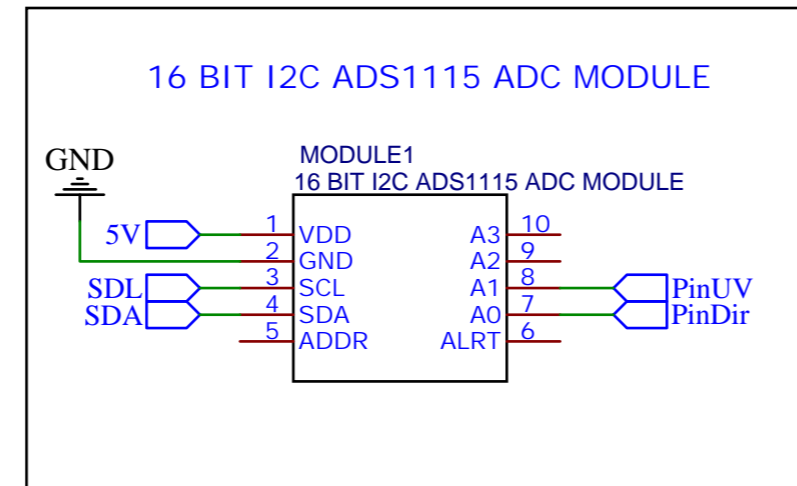 16 BIT I2C ADS1115 ADC MODULE
GND
MODULE1
16 BIT I2C ADS1115 ADC MODULE
5V 1 VDD A3 10
2 GND A2 9
SDL 3 SCL A1 8 PinUV
SDA 4 SDA A0 7 PinDir
5 ADDR ALRT 6